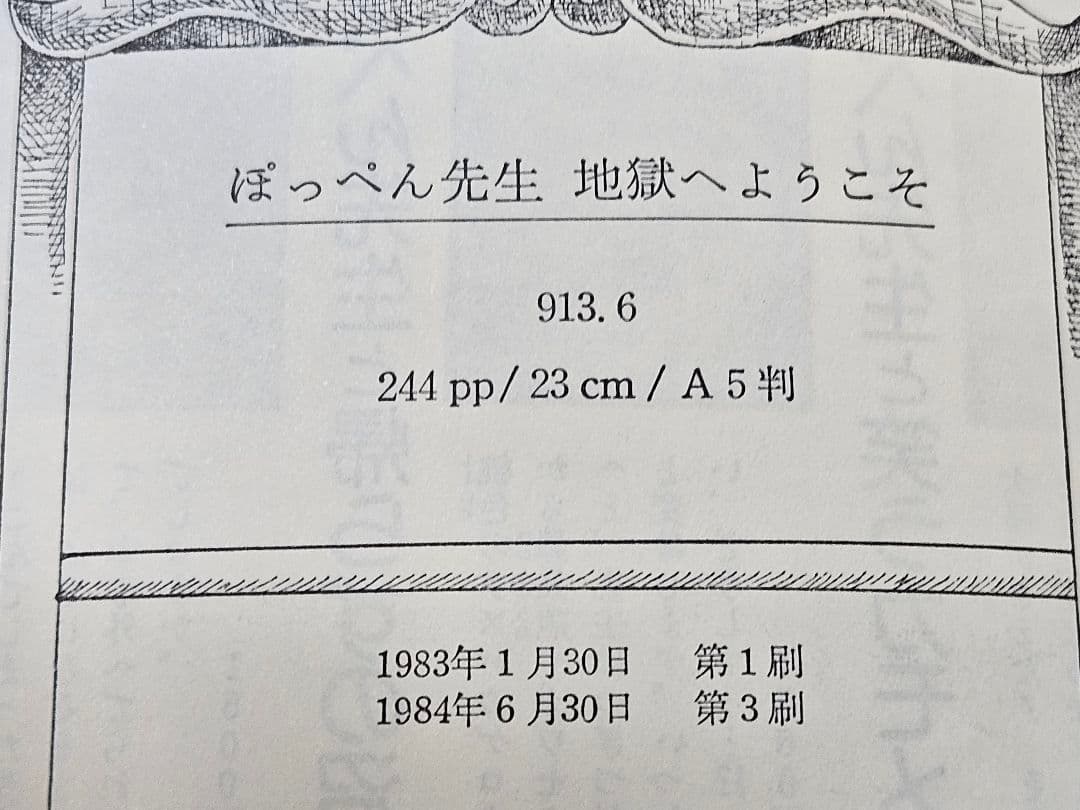 ぽっぺん先生 地獄へようこそ
913. 6
244 pp/ 23 cm / A 5 判
1983年 1 月30日 第 1 刷
1984年 6 月30日 第 3 刷